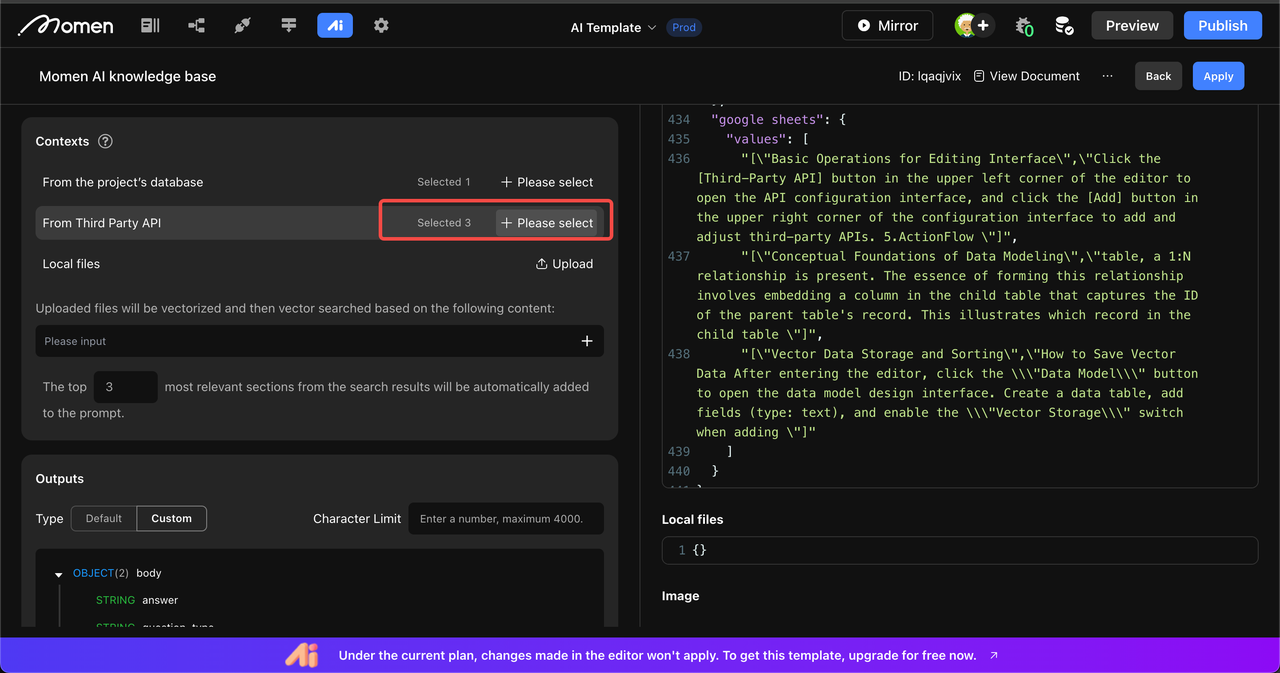 Momen
Ai
AI Template
Prod
Mirror
0
Preview
Publish
Momen AI knowledge base
ID: lqaqjvix
View Document
Back
Apply
Contexts
From the project’s database
Selected 1
+ Please select
From Third Party API
Selected 3
+ Please select
Local files
Upload
Uploaded files will be vectorized and then vector searched based on the following content:
Please input
The top 3 most relevant sections from the search results will be automatically added
to the prompt.
Outputs
Type
Default
Custom
Character Limit
Enter a number, maximum 4000.
OBJECT(2) body
STRING answer
STRING question_type
434 "google sheets": {
435 "values": [
436 "[\"Basic Operations for Editing Interface\",\"Click the
[Third-Party API] button in the upper left corner of the editor to
open the API configuration interface, and click the [Add] button in
the upper right corner of the configuration interface to add and
adjust third-party APIs. 5.ActionFlow \"]",
437 "[\"Conceptual Foundations of Data Modeling\",\"table, a 1:N
relationship is present. The essence of forming this relationship
involves embedding a column in the child table that captures the ID
of the parent table's record. This illustrates which record in the
child table \"]",
438 "[\"Vector Data Storage and Sorting\",\"How to Save Vector
Data After entering the editor, click the \\\"Data Model\\\" button
to open the data model design interface. Create a data table, add
fields (type: text), and enable the \\\"Vector Storage\\\" switch
when adding \"]"
439 ]
440 }
Local files
1 {}
Image
Ai
Under the current plan, changes made in the editor won't apply. To get this template, upgrade for free now.